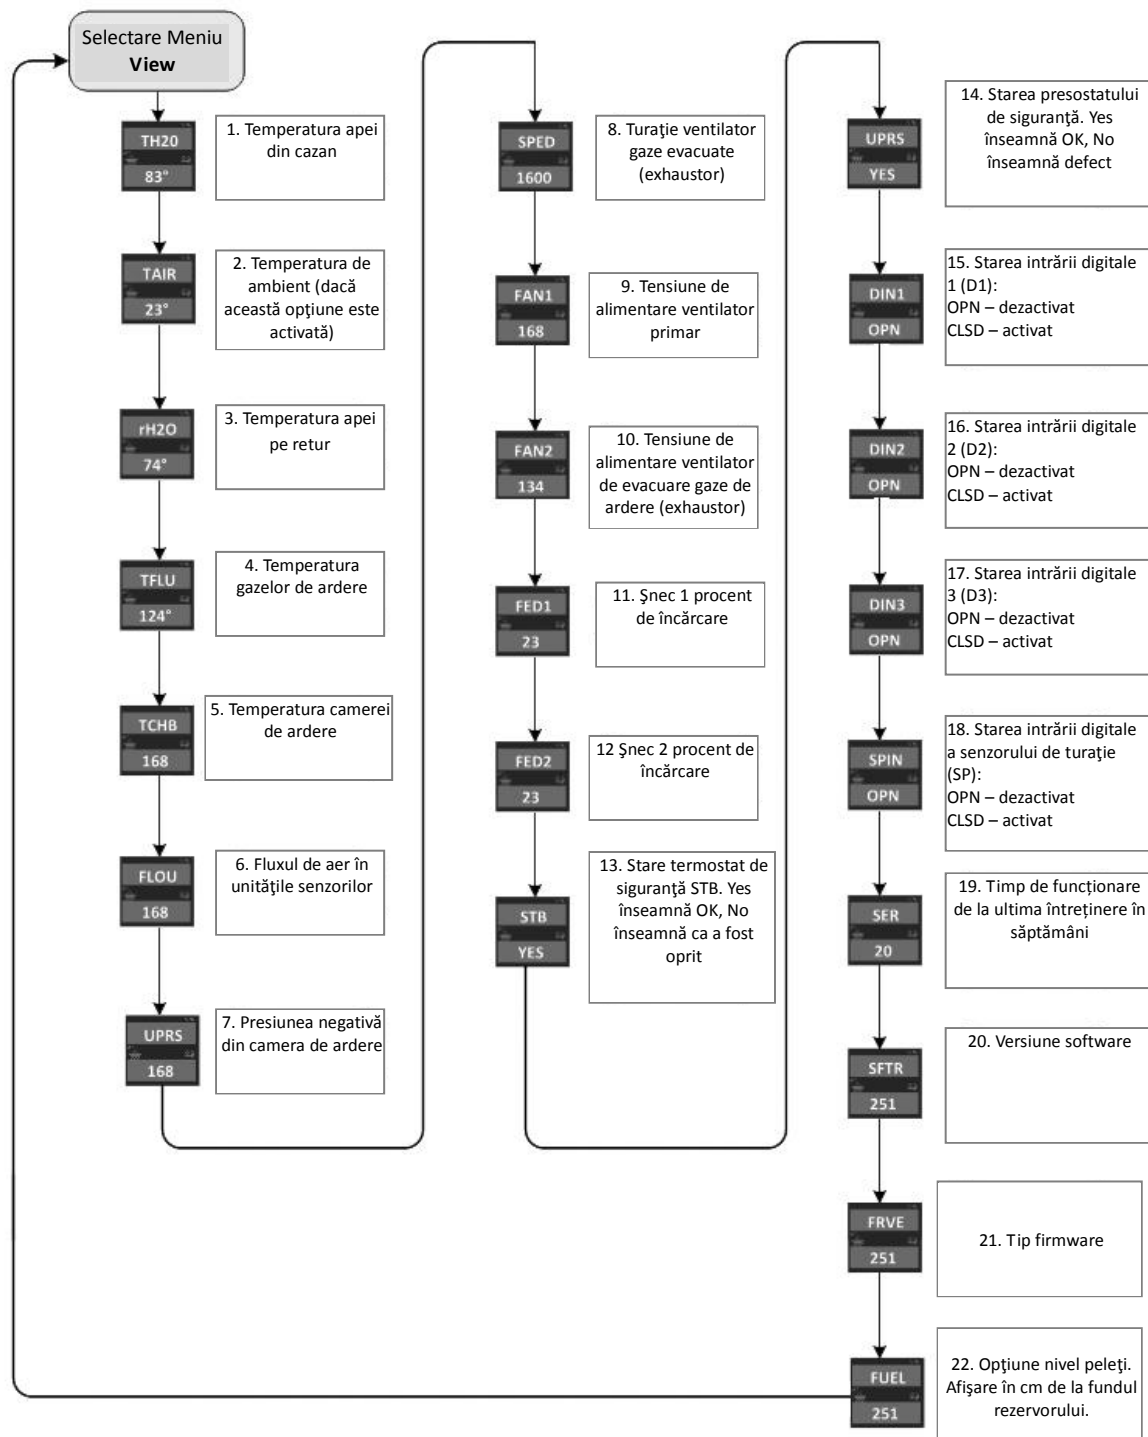 Selectare Meniu
View
TH20
83°
1. Temperatura apei
din cazan
TAIR
23°
2. Temperatura de
ambient (dacă
această opţiune este
activată)
rH2O
74°
3. Temperatura apei
pe retur
TFLU
124°
4. Temperatura
gazelor de ardere
TCHB
168
5. Temperatura camerei
de ardere
FLOU
168
6. Fluxul de aer în
unităţile senzorilor
UPRS
168
7. Presiunea negativă
din camera de ardere
SPED
1600
8. Turaţie ventilator
gaze evacuate
(exhaustor)
FAN1
168
9. Tensiune de
alimentare ventilator
primar
FAN2
134
10. Tensiune de
alimentare ventilator
de evacuare gaze de
ardere (exhaustor)
FED1
23
11. Şnec 1 procent
de încărcare
FED2
23
12 Şnec 2 procent de
încărcare
STB
YES
13. Stare termostat de
siguranţă STB. Yes
înseamnă OK, No
înseamnă ca a fost
oprit
UPRS
YES
14. Starea presostatului
de siguranţă. Yes
înseamnă OK, No
înseamnă defect
DIN1
OPN
15. Starea intrării digitale
1 (D1):
OPN – dezactivat
CLSD – activat
DIN2
OPN
16. Starea intrării digitale
2 (D2):
OPN – dezactivat
CLSD – activat
DIN3
OPN
17. Starea intrării digitale
3 (D3):
OPN – dezactivat
CLSD – activat
SPIN
OPN
18. Starea intrării digitale
a senzorului de turaţie
(SP):
OPN – dezactivat
CLSD – activat
SER
20
19. Timp de funcționare
de la ultima întreținere în
săptămâni
SFTR
251
20. Versiune software
FRVE
251
21. Tip firmware
FUEL
251
22. Opţiune nivel peleţi.
Afişare în cm de la fundul
rezervorului.